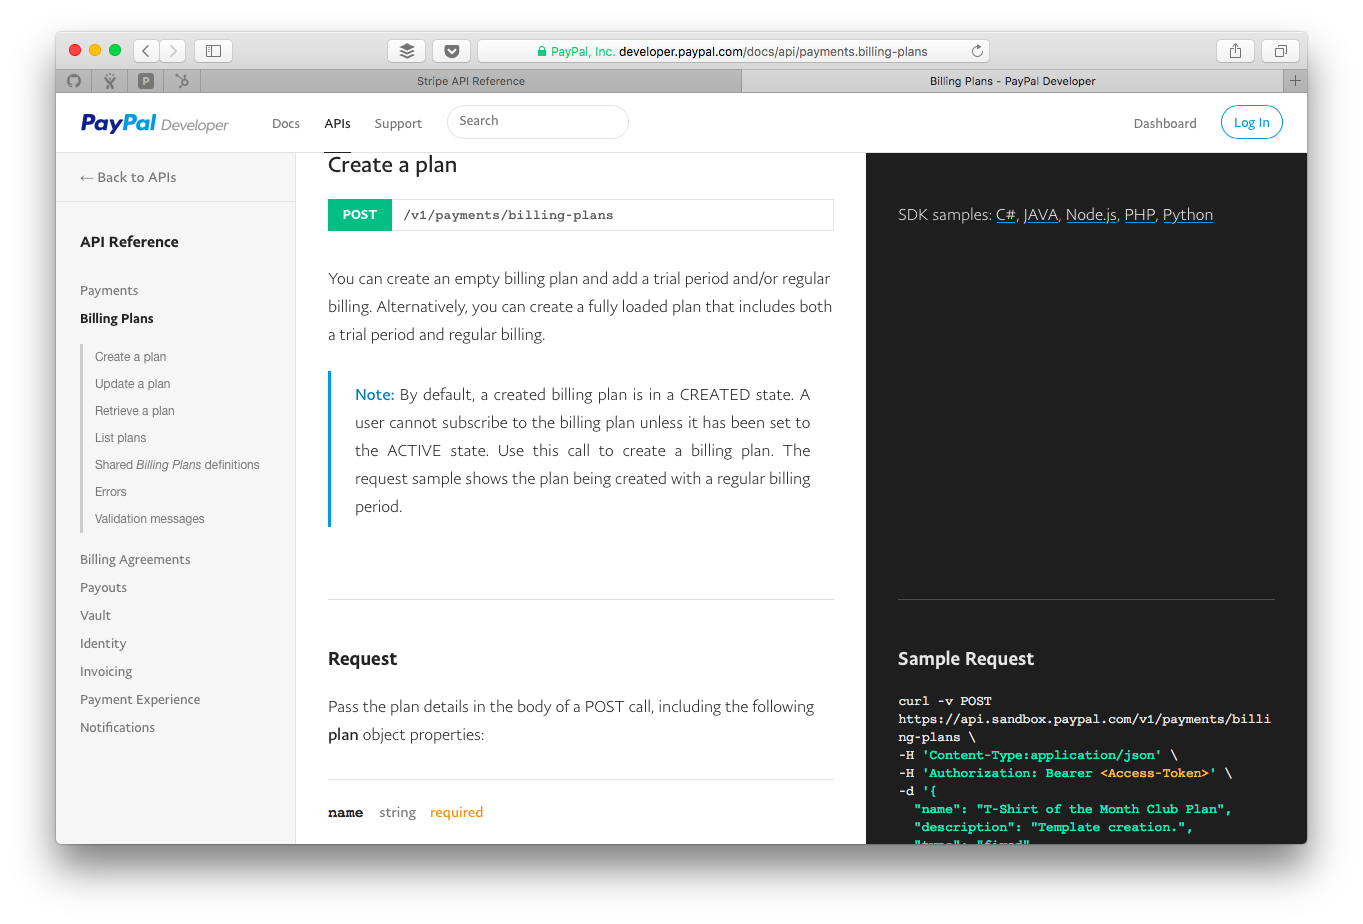 PayPal, Inc. developer.paypal.com/docs/api/payments.billing-plans
P
Stripe API Reference
Billing Plans - PayPal Developer
PayPal Developer
Docs
APIs
Support
Search
Dashboard
Log In
← Back to APIs
API Reference
Payments
Billing Plans
Create a plan
Update a plan
Retrieve a plan
List plans
Shared Billing Plans definitions
Errors
Validation messages
Billing Agreements
Payouts
Vault
Identity
Invoicing
Payment Experience
Notifications
Create a plan
POST /v1/payments/billing-plans
You can create an empty billing plan and add a trial period and/or regular
billing. Alternatively, you can create a fully loaded plan that includes both
a trial period and regular billing.
Note: By default, a created billing plan is in a CREATED state. A
user cannot subscribe to the billing plan unless it has been set to
the ACTIVE state. Use this call to create a billing plan. The
request sample shows the plan being created with a regular billing
period.
Request
Pass the plan details in the body of a POST call, including the following
plan object properties:
name string required
SDK samples: C#, JAVA, Node.js, PHP, Python
Sample Request
curl -v POST
https://api.sandbox.paypal.com/v1/payments/billi
ng-plans \
-H 'Content-Type:application/json' \
-H 'Authorization: Bearer <Access-Token>' \
-d '{
"name": "T-Shirt of the Month Club Plan",
"description": "Template creation.",